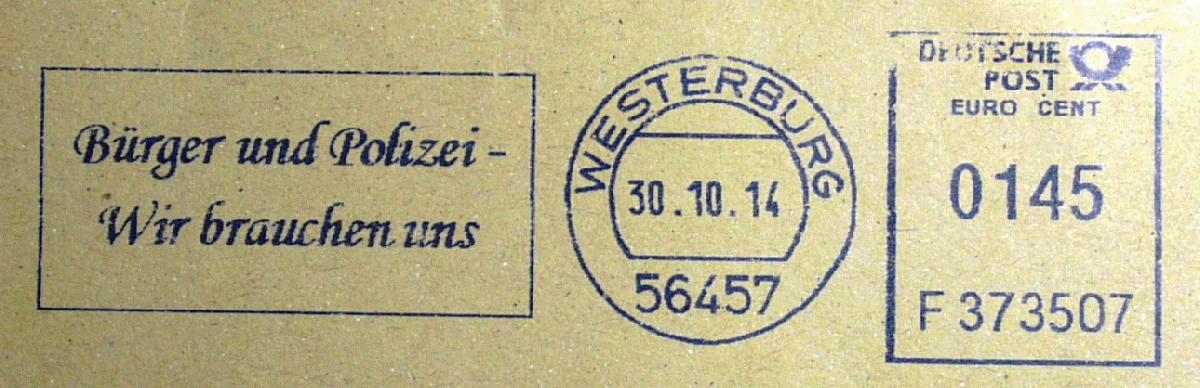 Bürger und Polizei -
Wir brauchen uns
WESTERBURG
30.10.14
56457
DEUTSCHE
POST
EURO CENT
0145
F 373507